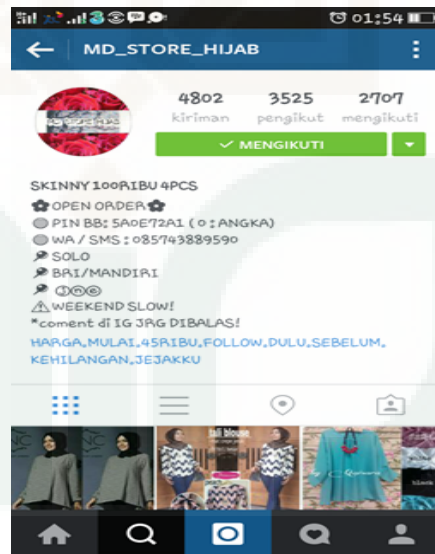 01:54
MD_STORE_HIJAB
4802 3525 2707
kiriman pengikut mengikuti
MENGIKUTI
SKINNY 100RIBU 4PCS
OPEN ORDER
PIN BB: 5A0E72A1 ( 0 : ANGKA)
WA / SMS : 085743889590
SOLO
BRI/MANDIRI
Jne
WEEKEND SLOW!
*coment di IG JRG DIBALAS!
HARGA.MULAI.45RIBU.FOLLOW.DULU.SEBELUM.
KEHILANGAN.JEJAKKU
tali blouse
black